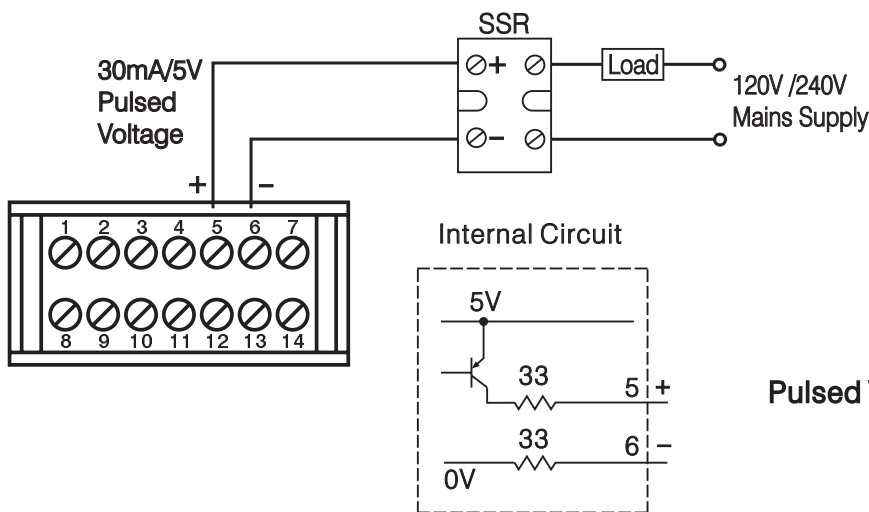 SSR
30mA/5V
Pulsed
Voltage
+ −
+
−
Load
120V /240V
Mains Supply
+ −
1 2 3 4 5 6 7
8 9 10 11 12 13 14
Internal Circuit
5V
33
5 +
33
6 −
0V
Pulsed